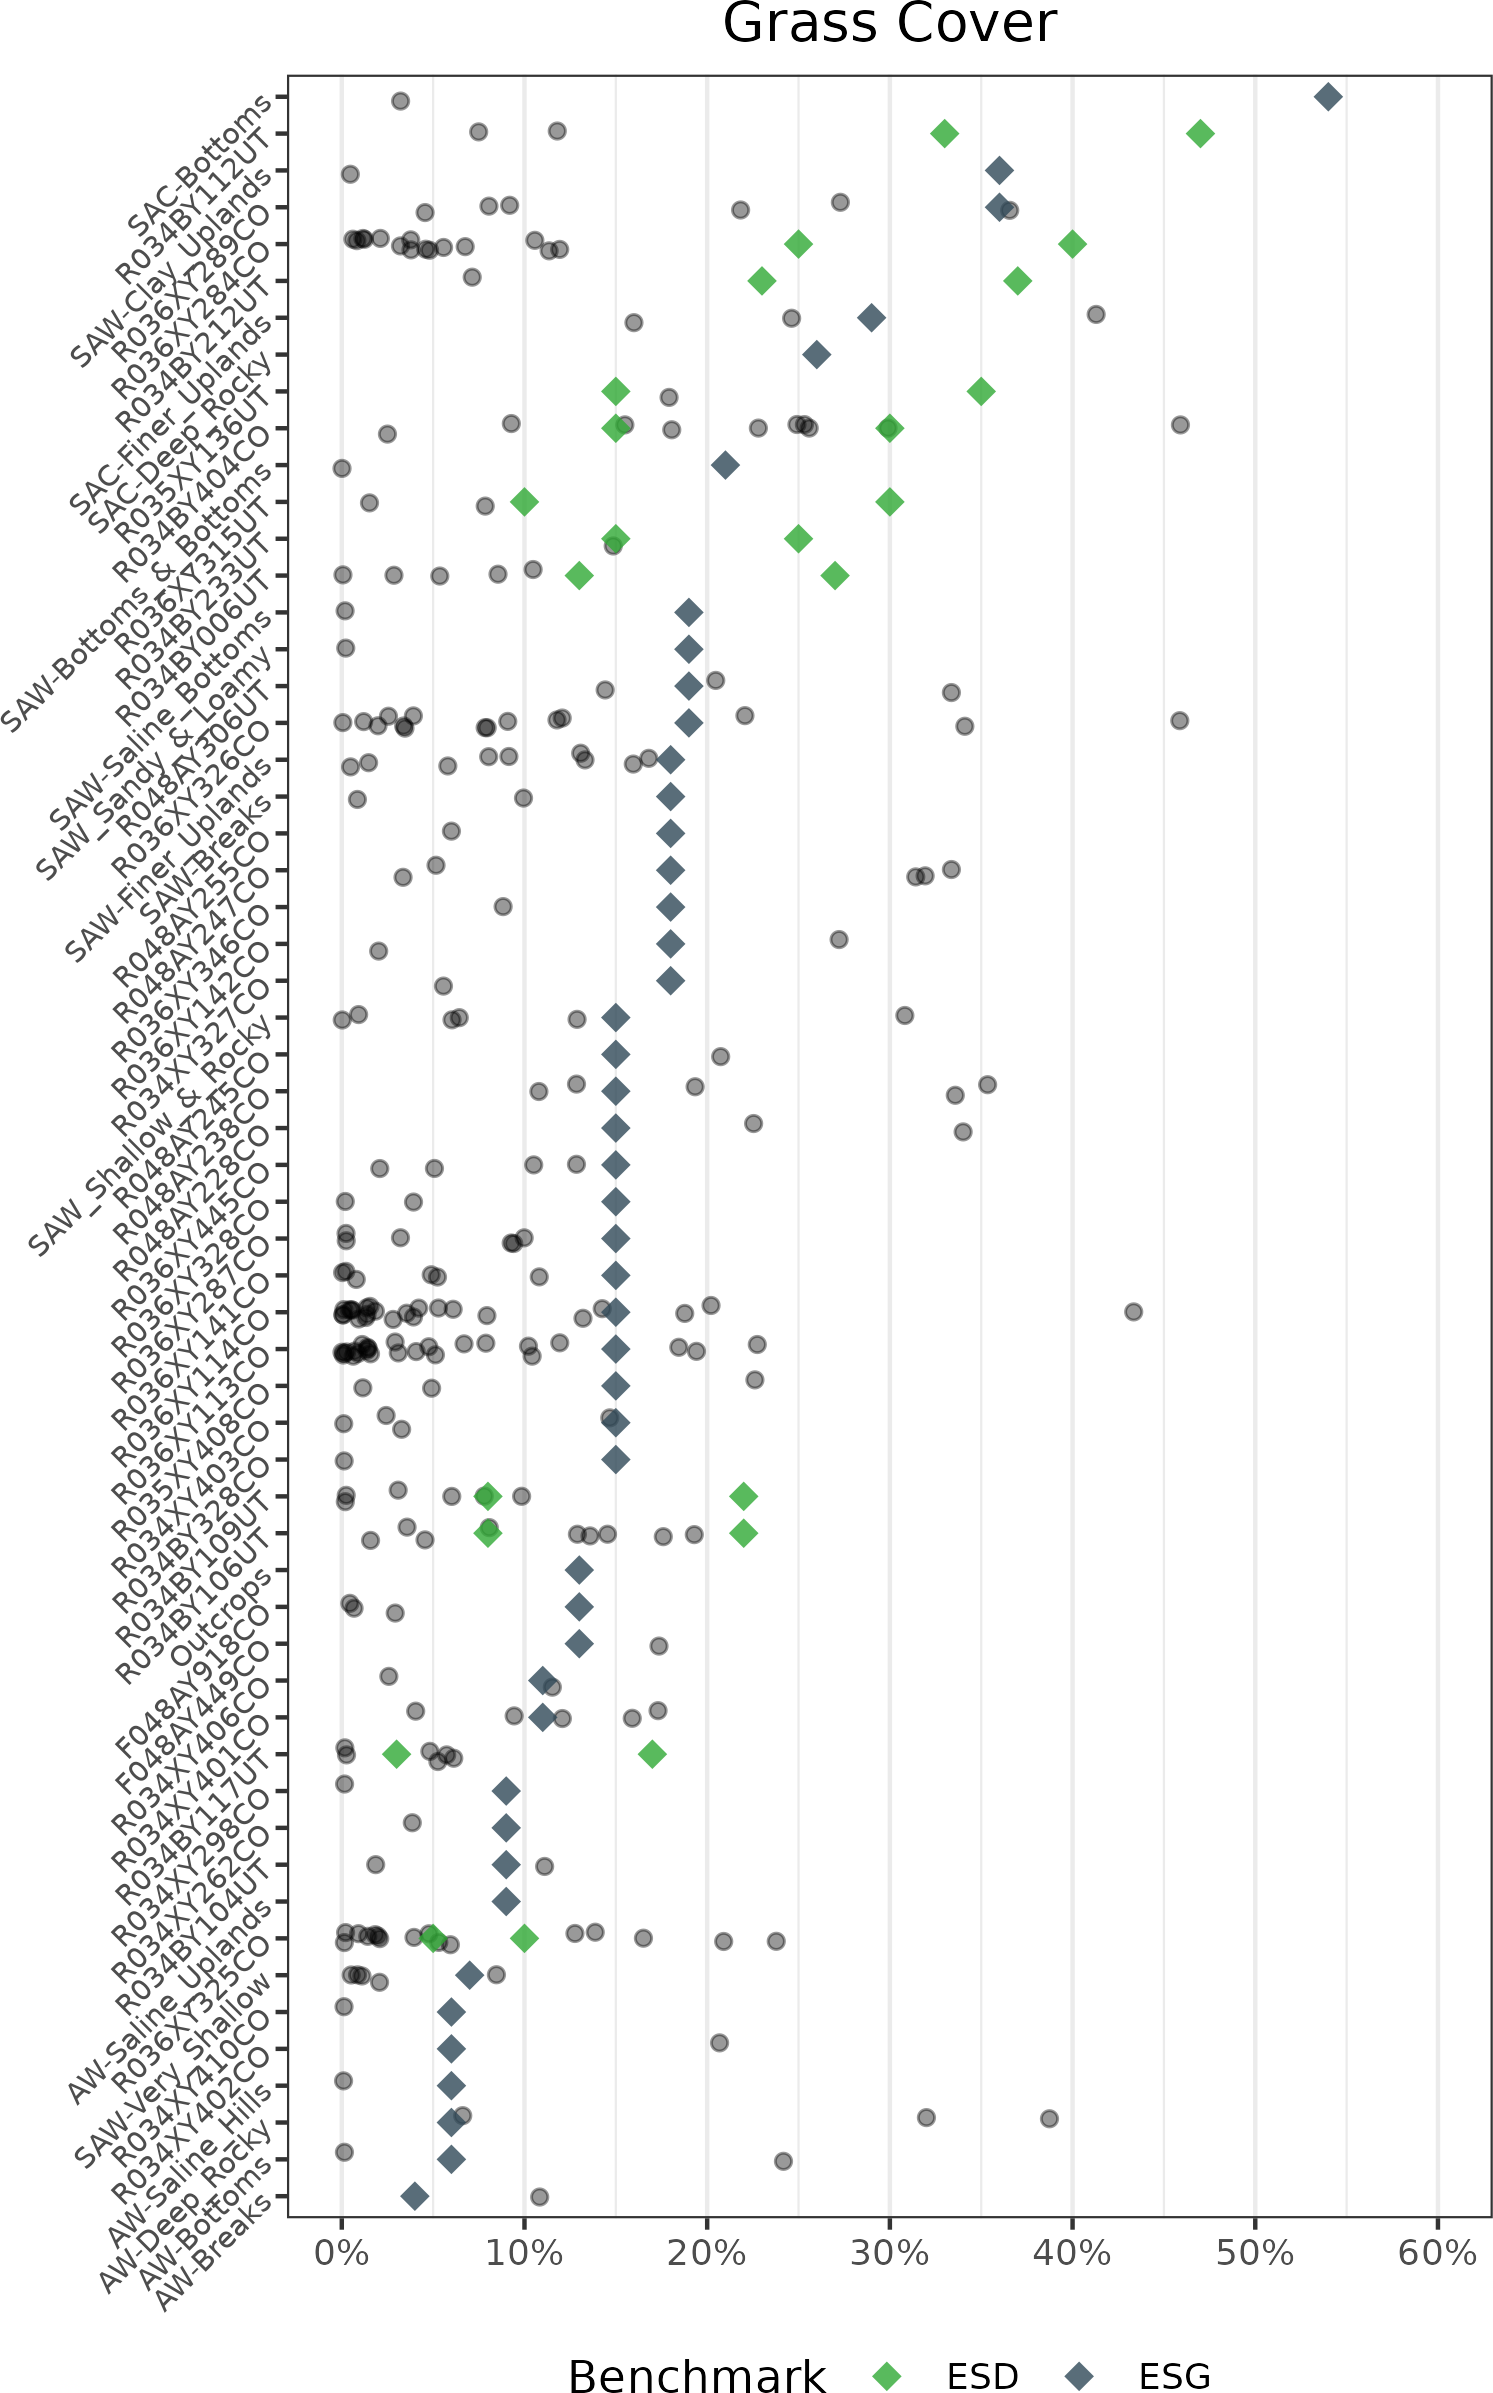 Grass Cover
SAC-Bottoms
R034BY112UT
SAW-Clay_Uplands
R036XY289CO
R036XY284CO
R034BY212UT
SAC-Finer_Uplands
SAC-Deep_Rocky
R035XY136UT
R034BY404CO
SAW-Bottoms_&_Bottoms
R036XY315UT
R034BY233UT
R034BY006UT
SAW-Saline_Bottoms
SAW_Sandy_&_Loamy
R048AY306UT
R036XY326CO
SAW-Finer_Uplands
SAW-Breaks
R048AY255CO
R048AY247CO
R036XY346CO
R036XY142CO
R034XY327CO
SAW_Shallow_&_Rocky
R048AY245CO
R048AY238CO
R048AY228CO
R036XY445CO
R036XY328CO
R036XY287CO
R036XY141CO
R036XY114CO
R036XY113CO
R035XY408CO
R034XY403CO
R034BY328CO
R034BY109UT
R034BY106UT
Outcrops
F048AY918CO
F048AY449CO
R034XY406CO
R034XY401CO
R034BY117UT
R034XY298CO
R034XY262CO
R034BY104UT
AW-Saline_Uplands
R036XY325CO
SAW-Very_Shallow
R034XY410CO
R034XY402CO
AW-Saline_Hills
AW-Deep_Rocky
AW-Bottoms
AW-Breaks
0% 10% 20% 30% 40% 50% 60%
Benchmark ESD ESG